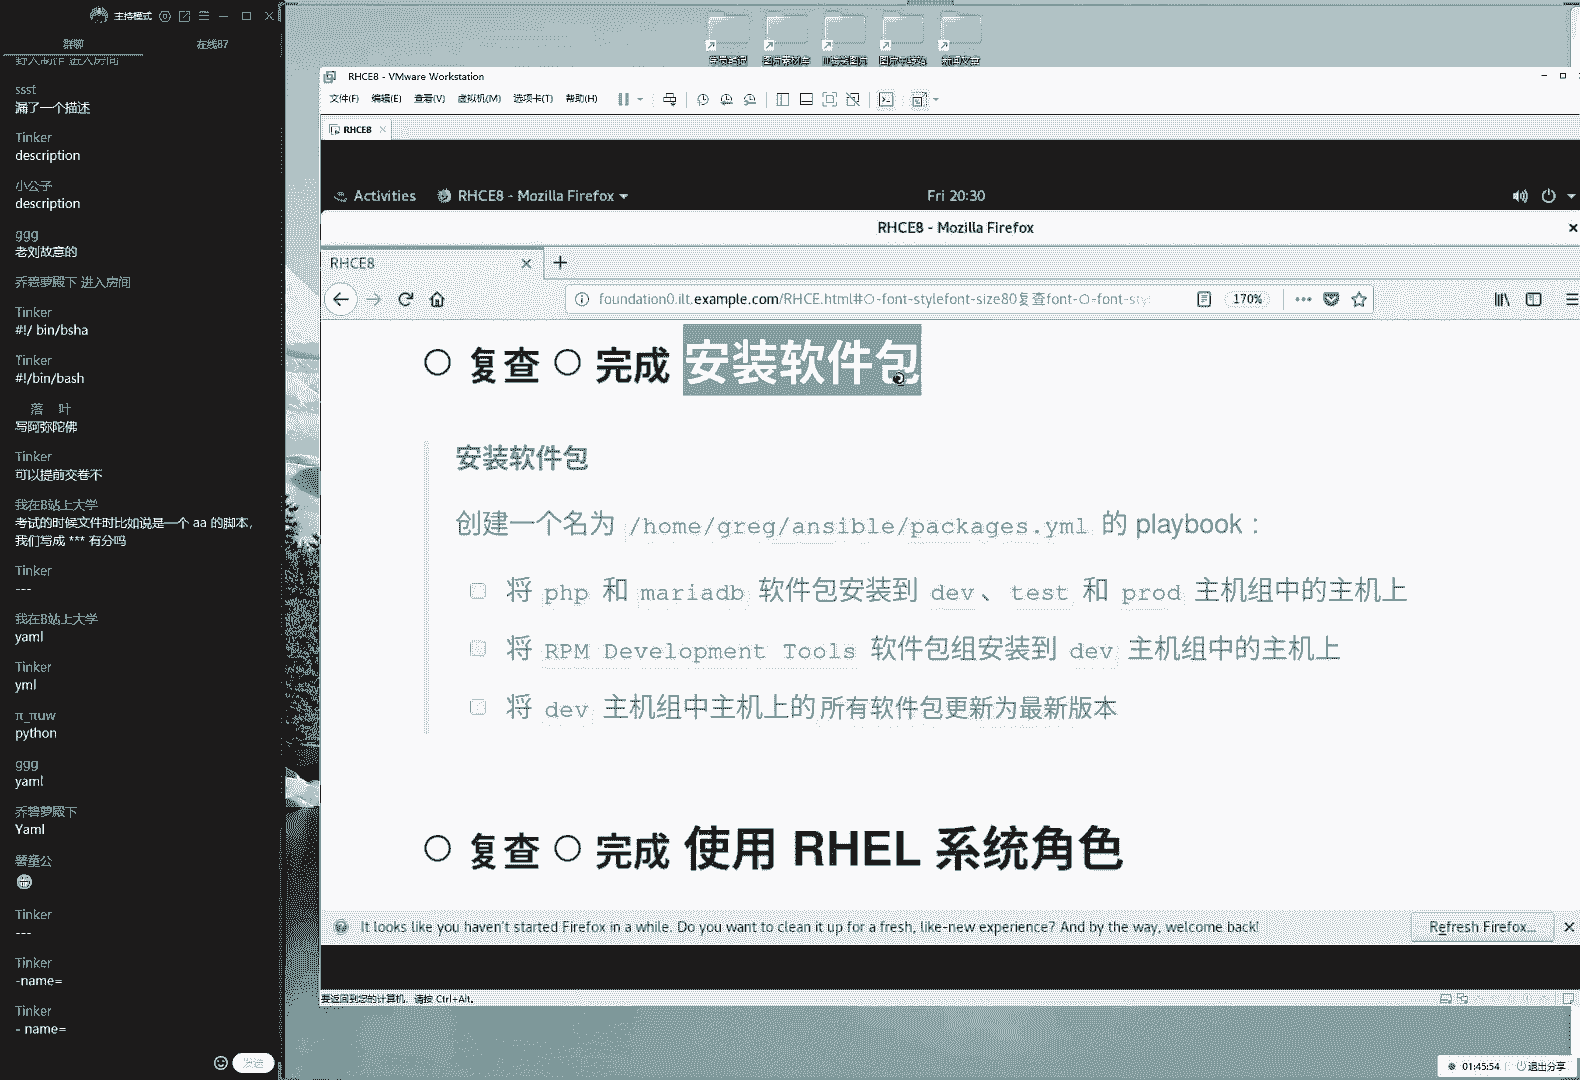 主持模式
群聊
在线87
野人制作 进入房间
ssst
漏了一个描述
Tinker
description
小公子
description
ggg
老刘故意的
乔碧萝殿下 进入房间
Tinker
#!/ bin/bsha
Tinker
#!/bin/bash
落 叶
写阿弥陀佛
Tinker
可以提前交卷不
我在B站上大学
考试的时候文件时比如说是一个 aa 的脚本,
我们写成 *** 有分吗
Tinker
---
我在B站上大学
yaml
Tinker
yml
python
ggg
yaml
乔碧萝殿下
Yaml
Tinker
---
Tinker
-name=
Tinker
- name=
发送
RHCE8 - VMware Workstation
文件(F) 编辑(E) 查看(V) 虚拟机(M) 选项卡(T) 帮助(H)
RHCE8
Activities RHCE8 - Mozilla Firefox Fri 20:30
RHCE8 - Mozilla Firefox
RHCE8
foundation0.ilt.example.com/RHCE.html#○-font-stylefont-size80复查font-○-font-sty
170%
○ 复查 ○ 完成 安装软件包
安装软件包
创建一个名为 /home/greg/ansible/packages.yml 的 playbook :
将 php 和 mariadb 软件包安装到 dev 、 test 和 prod 主机组中的主机上
将 RPM Development Tools 软件包组安装到 dev 主机组中的主机上
将 dev 主机组中主机上的 所有软件包更新为最新版本
○ 复查 ○ 完成 使用 RHEL 系统角色
It looks like you haven't started Firefox in a while. Do you want to clean it up for a fresh, like-new experience? And by the way, welcome back!
Refresh Firefox...
要返回到您的计算机，请按 Ctrl+Alt。
01:45:54 退出分享